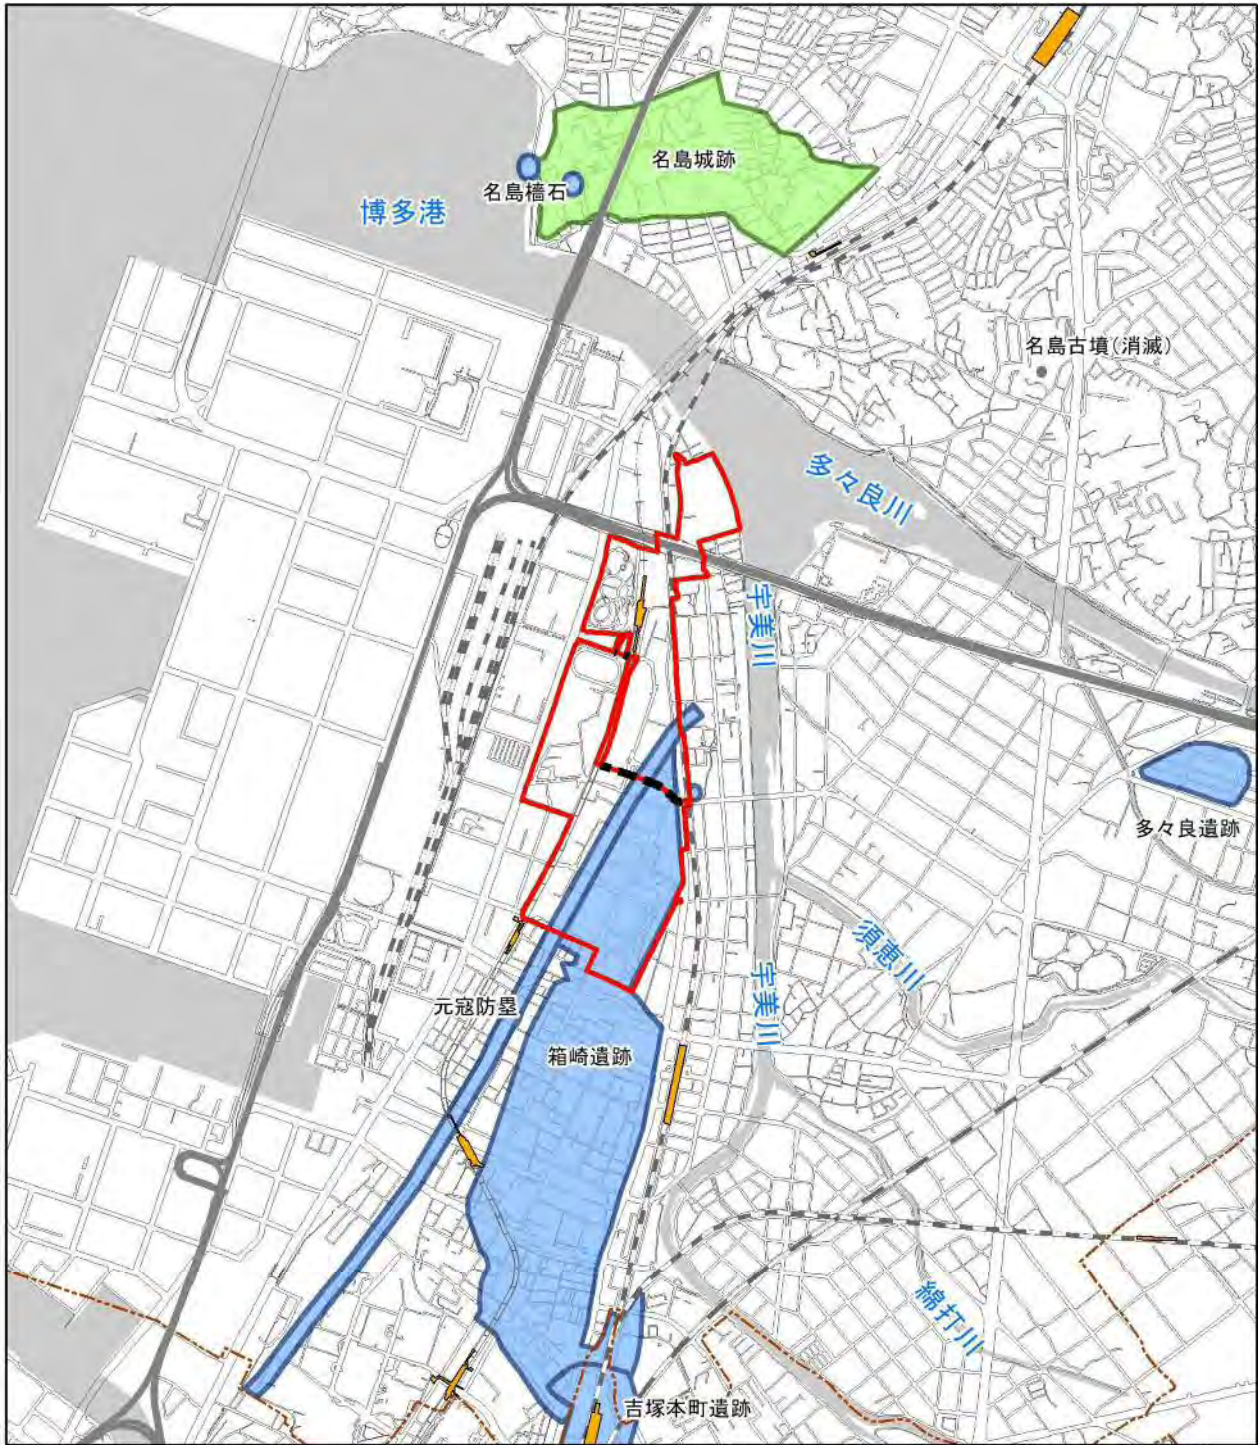 名島城跡
名島檣石
博多港
名島古墳(消滅)
多々良川
宇美川
多々良遺跡
須恵川
宇美川
元寇防塁
箱崎遺跡
綿打川
吉塚本町遺跡